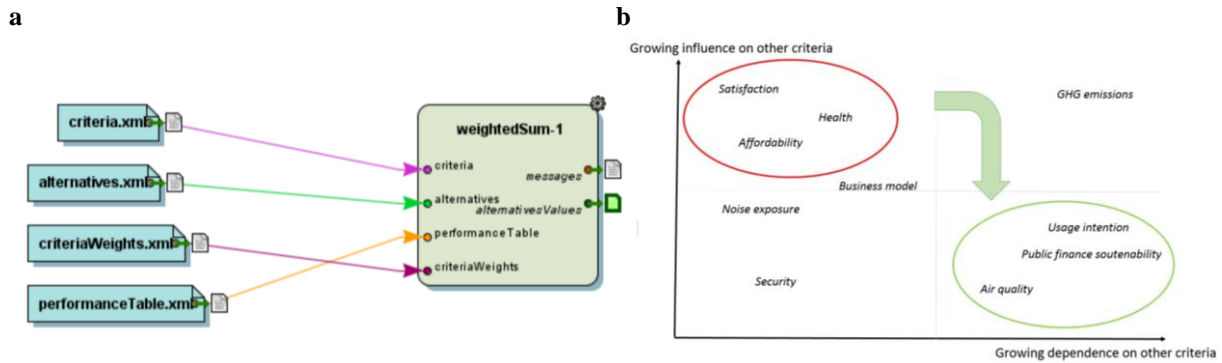 a
criteria.xml
alternatives.xml
criteriaWeights.xml
performanceTable.xml
weightedSum-1
criteria
messages
alternatives
alternativesValues
performanceTable
criteriaWeights
b
Growing influence on other criteria
Satisfaction
GHG emissions
Health
Affordability
Business model
Noise exposure
Usage intention
Public finance soutenability
Security
Air quality
Growing dependence on other criteria